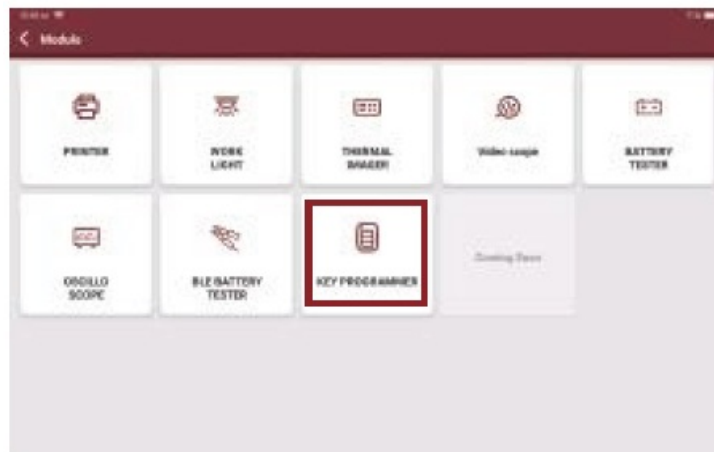 Module
PRINTER
WORK
LIGHT
THERMAL
IMAGER
Video scope
BATTERY
TESTER
OSCILLO
SCOPE
BLE BATTERY
TESTER
KEY PROGRAMMER
Coming Soon